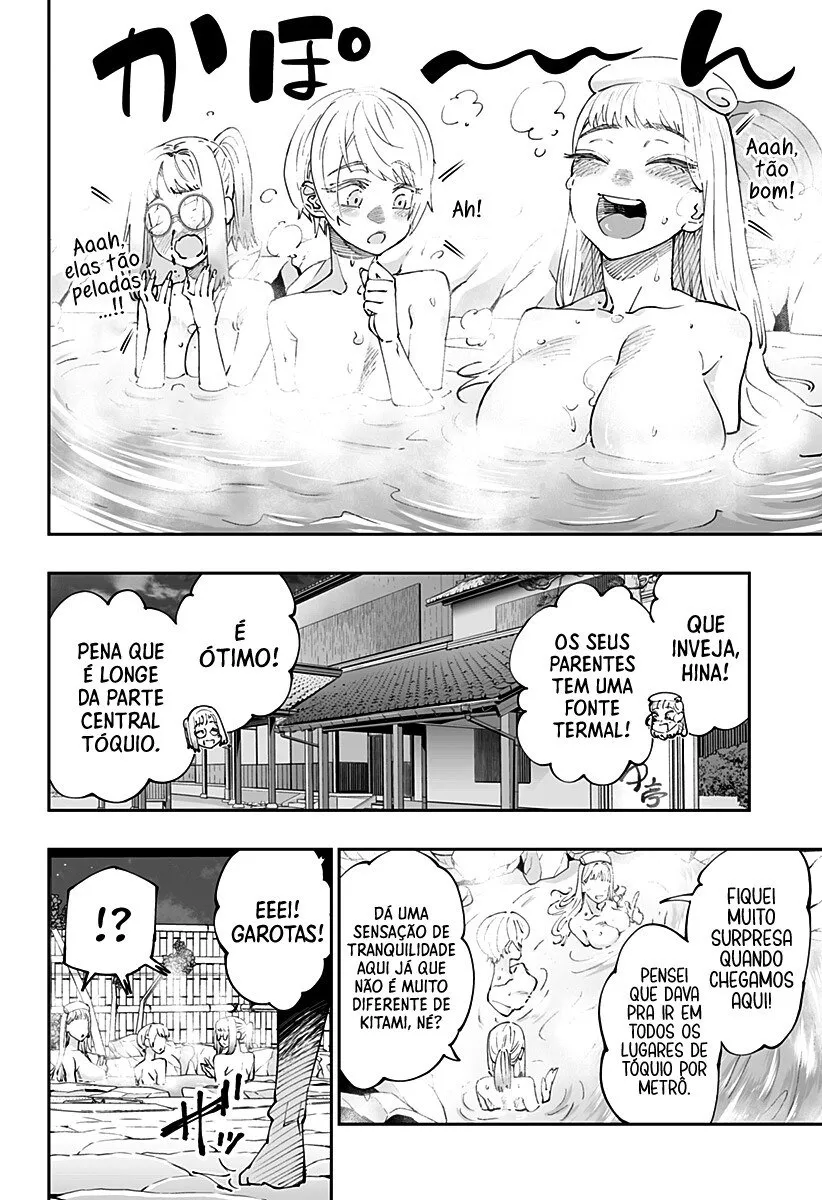 かぽ〜ん
Aaah,
tão
bom!
Ah!
Aaah,
elas tão
peladas
...!!
QUE
INVEJA,
HINA!
OS SEUS
PARENTES
TEM UMA
FONTE
TERMAL!
É
ÓTIMO!
PENA QUE
É LONGE
DA PARTE
CENTRAL
TÓQUIO.
FIQUEI
MUITO
SURPRESA
QUANDO
CHEGAMOS
AQUI!
PENSEI
QUE DAVA
PRA IR EM
TODOS OS
LUGARES DE
TÓQUIO POR
METRÔ.
DÁ UMA
SENSAÇÃO DE
TRANQUILIDADE
AQUI JÁ QUE
NÃO É MUITO
DIFERENTE DE
KITAMI, NÉ?
EEEI!
GAROTAS!
!?